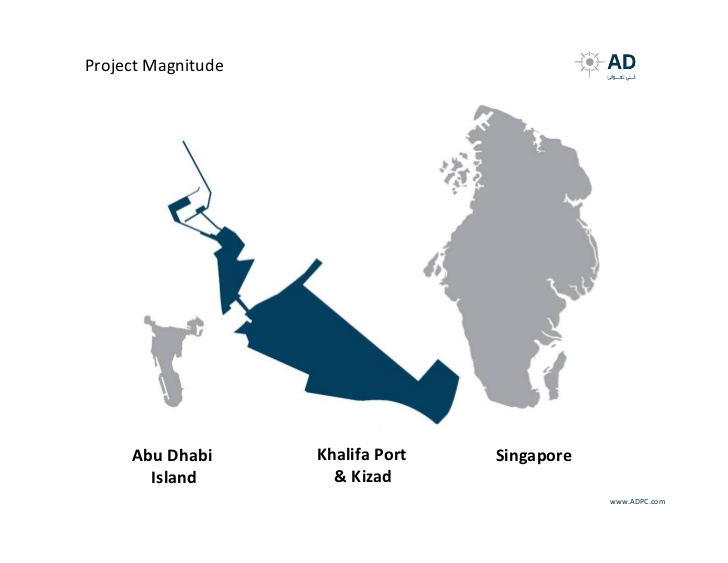 Project Magnitude
AD
Abu Dhabi
Island
Khalifa Port
& Kizad
Singapore
www.ADPC.com